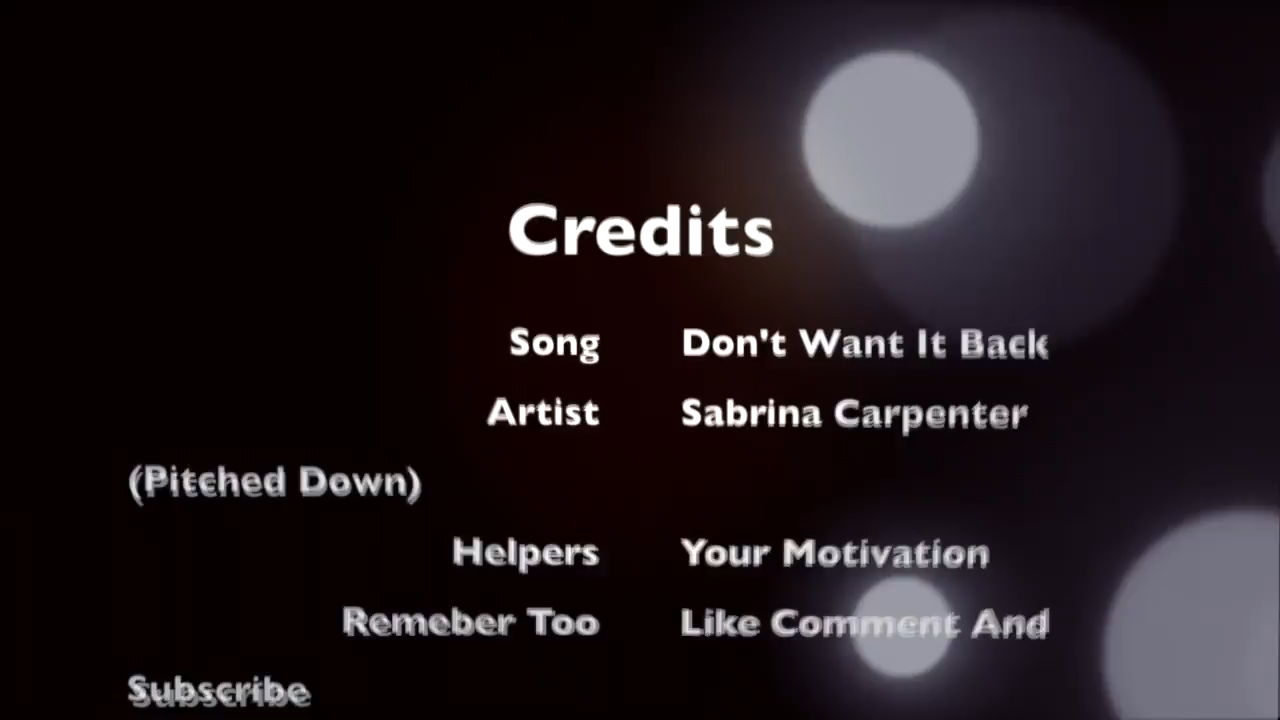 Credits
Song Don't Want It Back
Artist Sabrina Carpenter
(Pitched Down)
Helpers Your Motivation
Remeber Too Like Comment And
Subscribe